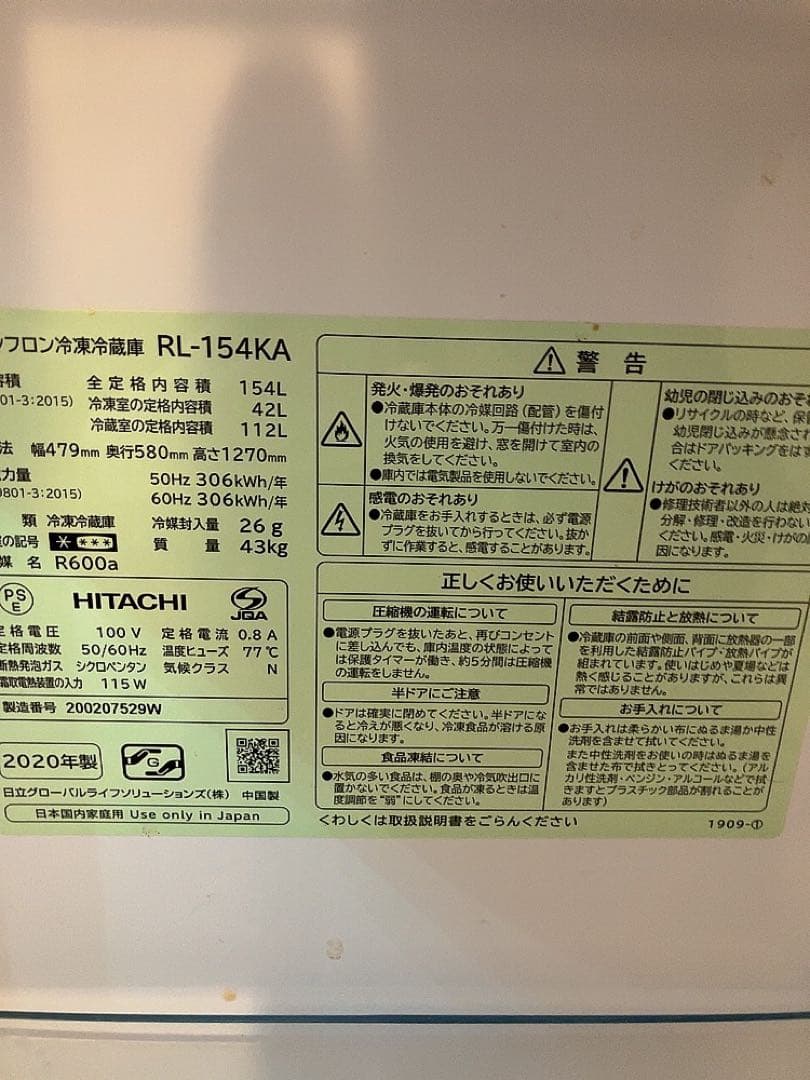 ンフロン冷凍冷蔵庫 RL-154KA
容積 全定格内容積 154L
801-3:2015) 冷凍室の定格内容積 42L
冷蔵室の定格内容積 112L
法 幅479mm 奥行580mm 高さ1270mm
力量 50Hz 306kWh/年
9801-3:2015) 60Hz 306kWh/年
類 冷凍冷蔵庫 冷媒封入量 26g
の記号 質量 43kg
媒名 R600a
PS E HITACHI JQA
定格電圧 100V 定格電流 0.8A
定格周波数 50/60Hz 温度ヒューズ 77℃
断熱発泡ガス シクロペンタン 気候クラス N
霜取電熱装置の入力 115W
製造番号 200207529W
2020年製 G
日立グローバルライフソリューションズ(株) 中国製
日本国内家庭用 Use only in Japan
警告
発火・爆発のおそれあり
●冷蔵庫本体の冷媒回路(配管)を傷付
けないでください。万一傷付けた時は、
火気の使用を避け、窓を開けて室内の
換気をしてください。
●庫内では電気製品を使用しないでください。
感電のおそれあり
●冷蔵庫をお手入れするときは、必ず電源
プラグを抜いてから行ってください。抜か
ずに作業すると、感電することがあります。
幼児の閉じ込みのおそれ
●リサイクルの時など、保管
幼児閉じ込みが懸念され
合はドアパッキングをはず
ください。
けがのおそれあり
●修理技術者以外の人は絶対
分解・修理・改造を行わない
ください。感電・火災・けがの
因になります。
正しくお使いいただくために
圧縮機の運転について
●電源プラグを抜いたあと、再びコンセント
に差し込んでも、庫内温度の状態によって
は保護タイマーが働き、約5分間は圧縮機
の運転をしません。
半ドアにご注意
●ドアは確実に閉めてください。半ドアにな
ると冷えが悪くなり、冷凍食品が溶ける原
因になります。
食品凍結について
●水気の多い食品は、棚の奥や冷気吹出口に
置かないでください。食品が凍るときは温
度調節を“弱”にしてください。
結露防止と放熱について
●冷蔵庫の前面や側面、背面に放熱器の一部
を利用した結露防止パイプ・放熱パイプが
組まれています。使いはじめや夏場などは
熱く感じることがありますが、これらは異
常ではありません。
お手入れについて
●お手入れは柔らかい布にぬるま湯か中性
洗剤を含ませて拭いてください。
また中性洗剤をお使いの時はぬるま湯を
含ませた布で拭きとってください。(アル
カリ性洗剤・ベンジン・アルコールなどで拭
きますとプラスチック部品が割れることが
あります)
くわしくは取扱説明書をごらんください 1909-①